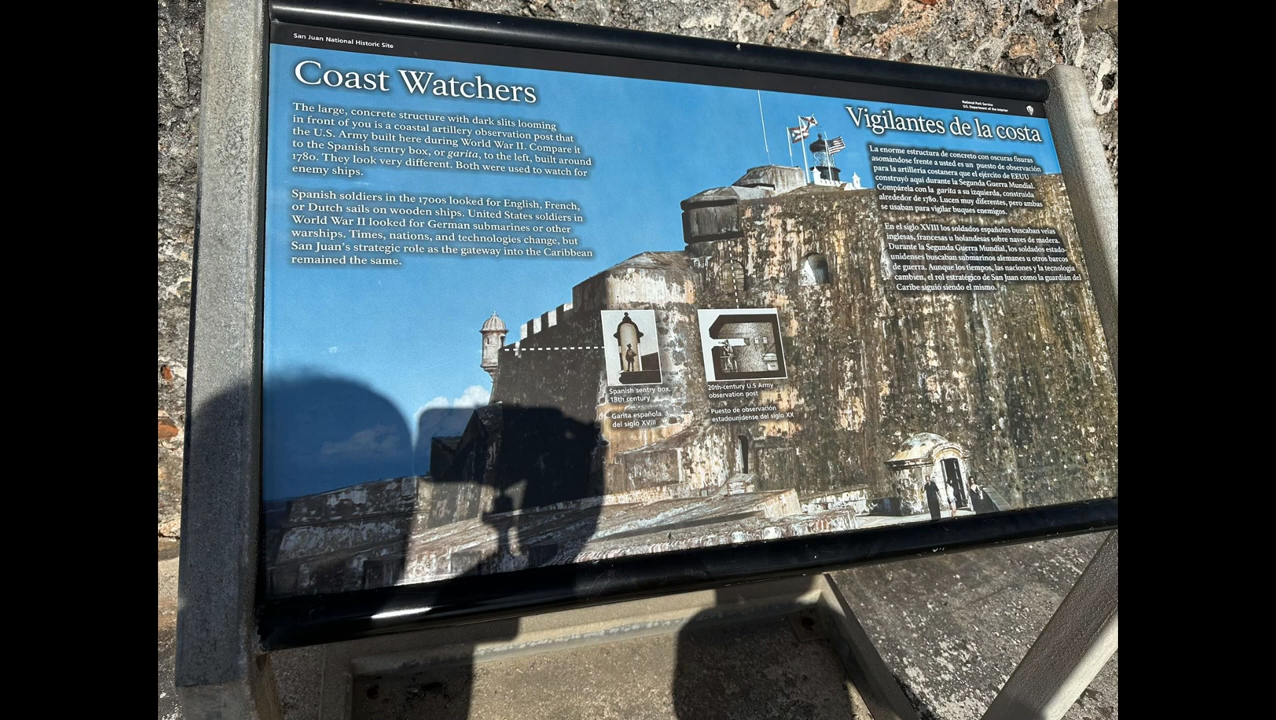 San Juan National Historic Site
National Park Service
U.S. Department of the Interior
Coast Watchers
The large, concrete structure with dark slits looming
in front of you is a coastal artillery observation post that
the U.S. Army built here during World War II. Compare it
to the Spanish sentry box, or garita, to the left, built around
1780. They look very different. Both were used to watch for
enemy ships.
Spanish soldiers in the 1700s looked for English, French,
or Dutch sails on wooden ships. United States soldiers in
World War II looked for German submarines or other
warships. Times, nations, and technologies change, but
San Juan's strategic role as the gateway into the Caribbean
remained the same.
Vigilantes de la costa
La enorme estructura de concreto con oscuras fisuras
asomándose frente a usted es un puesto de observación
para la artillería costanera que el ejército de EEUU
construyó aquí durante la Segunda Guerra Mundial.
Compárela con la garita a su izquierda, construida
alrededor de 1780. Lucen muy diferentes, pero ambas
se usaban para vigilar buques enemigos.
En el siglo XVIII los soldados españoles buscaban velas
inglesas, francesas u holandesas sobre naves de madera.
Durante la Segunda Guerra Mundial, los soldados estado-
unidenses buscaban submarinos alemanes u otros barcos
de guerra. Aunque los tiempos, las naciones y la tecnología
cambien, el rol estratégico de San Juan como la guardián del
Caribe siguió siendo el mismo.
Spanish sentry box,
18th century
Garita española
del siglo XVIII
20th-century U.S Army
observation post
Puesto de observación
estadounidense del siglo XX